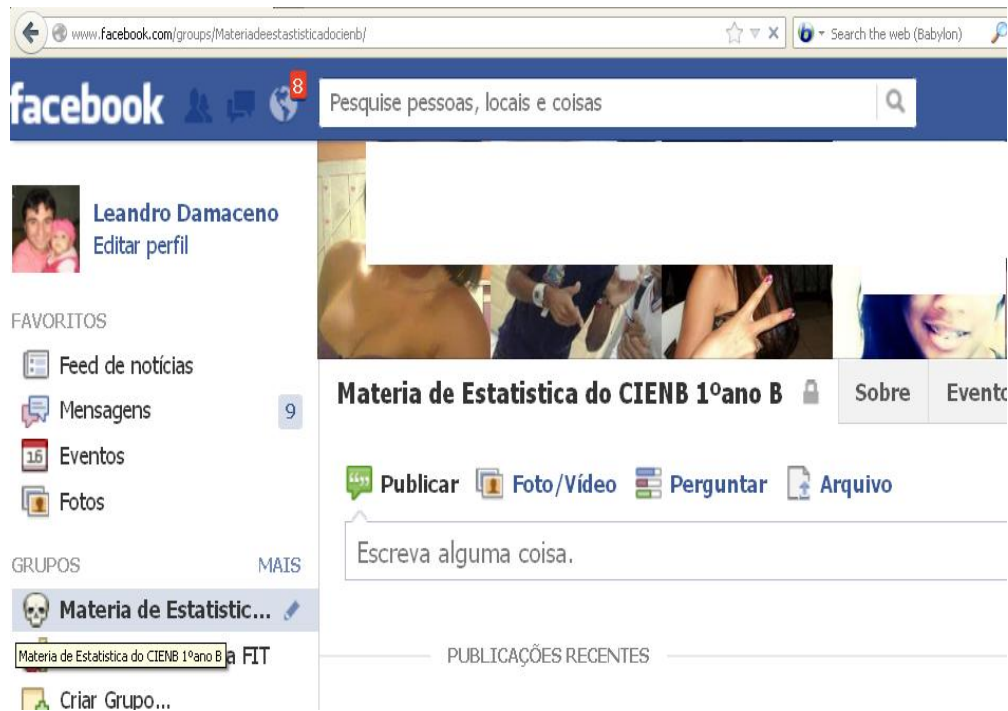 www.facebook.com/groups/Materiadeestastisticadocienb/
Search the web (Babylon)
facebook
8
Pesquise pessoas, locais e coisas
Leandro Damaceno
Editar perfil
FAVORITOS
Feed de notícias
Mensagens 9
16 Eventos
Fotos
GRUPOS MAIS
Materia de Estatistic...
Materia de Estatistica do CIENB 1ºano B
a FIT
Criar Grupo...
Materia de Estatistica do CIENB 1ºano B
Sobre
Evento
Publicar Foto/Vídeo Perguntar Arquivo
Escreva alguma coisa.
PUBLICAÇÕES RECENTES